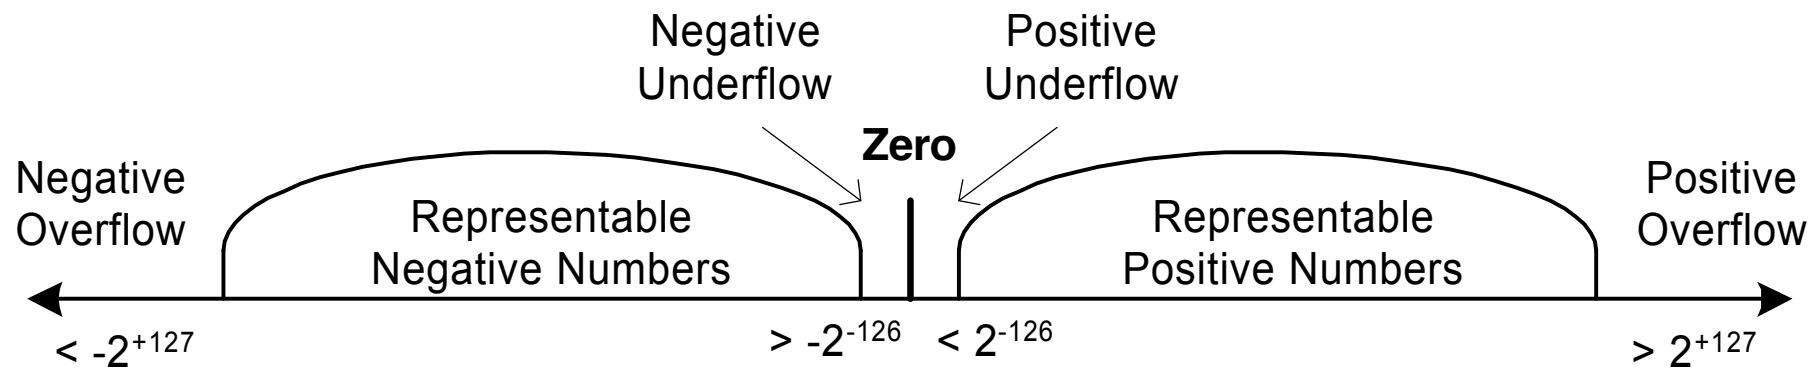 Negative
Underflow
Positive
Underflow
Zero
Negative
Overflow
Representable
Negative Numbers
Representable
Positive Numbers
Positive
Overflow
< -2⁺¹²⁷
> -2⁻¹²⁶
< 2⁻¹²⁶
> 2⁺¹²⁷